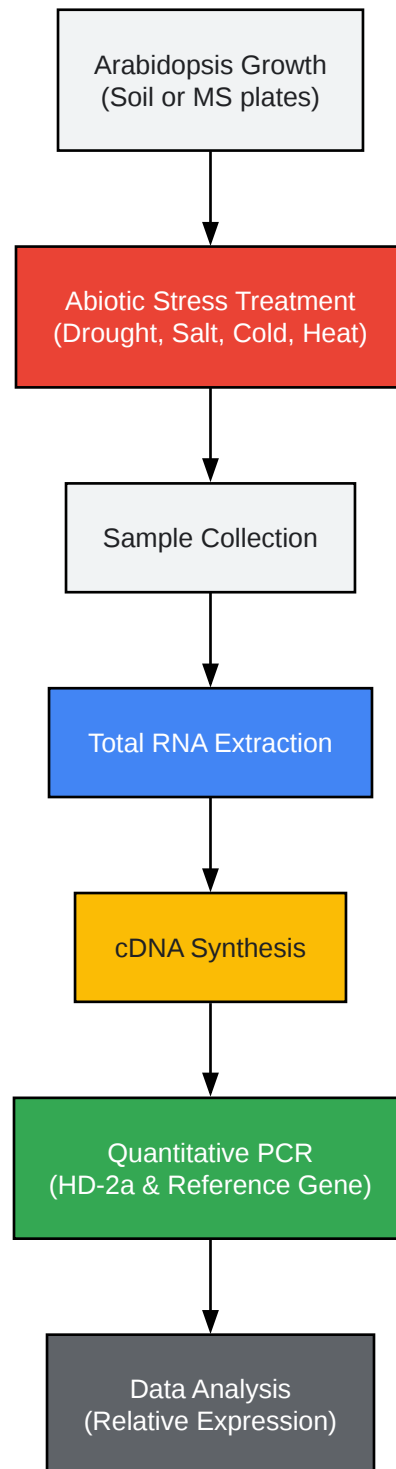 Arabidopsis Growth
(Soil or MS plates)
Abiotic Stress Treatment
(Drought, Salt, Cold, Heat)
Sample Collection
Total RNA Extraction
cDNA Synthesis
Quantitative PCR
(HD-2a & Reference Gene)
Data Analysis
(Relative Expression)